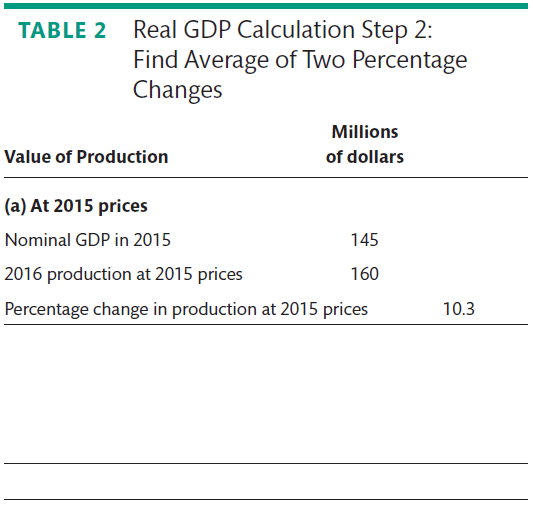 TABLE 2 Real GDP Calculation Step 2:
Find Average of Two Percentage
Changes
Millions
Value of Production of dollars
(a) At 2015 prices
Nominal GDP in 2015 145
2016 production at 2015 prices 160
Percentage change in production at 2015 prices 10.3